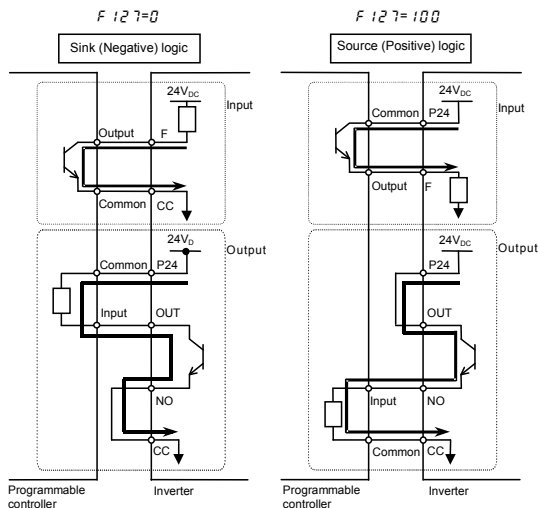 F127=0
Sink (Negative) logic
24VDC
Input
Output
F
Common
CC
24VD
Output
Common
P24
Input
OUT
NO
CC
Programmable
controller
Inverter
F127=100
Source (Positive) logic
24VDC
Common
P24
Input
Output
F
24VDC
Output
P24
OUT
Input
NO
Common
CC
Programmable
controller
Inverter